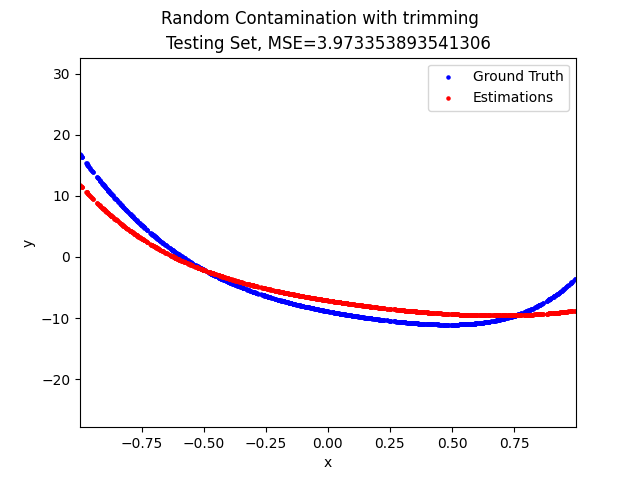 Random Contamination with trimming
Testing Set, MSE=3.973353893541306
Ground Truth
Estimations
30
20
10
0
−10
−20
y
−0.75 −0.50 −0.25 0.00 0.25 0.50 0.75
x